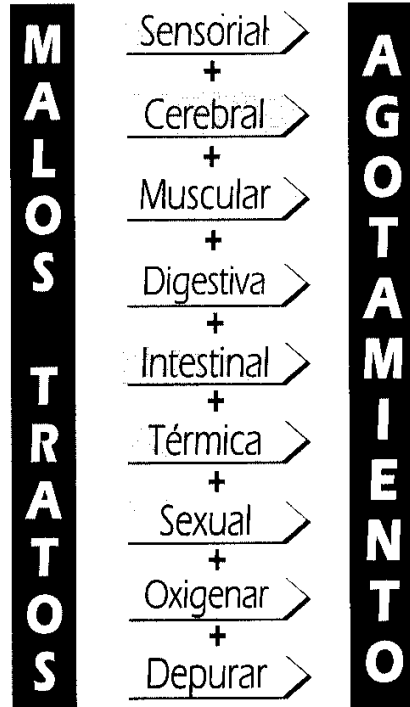 MALOS TRATOS
Sensorial
+
Cerebral
+
Muscular
+
Digestiva
+
Intestinal
+
Térmica
+
Sexual
+
Oxigenar
+
Depurar
AGOTAMIENTO